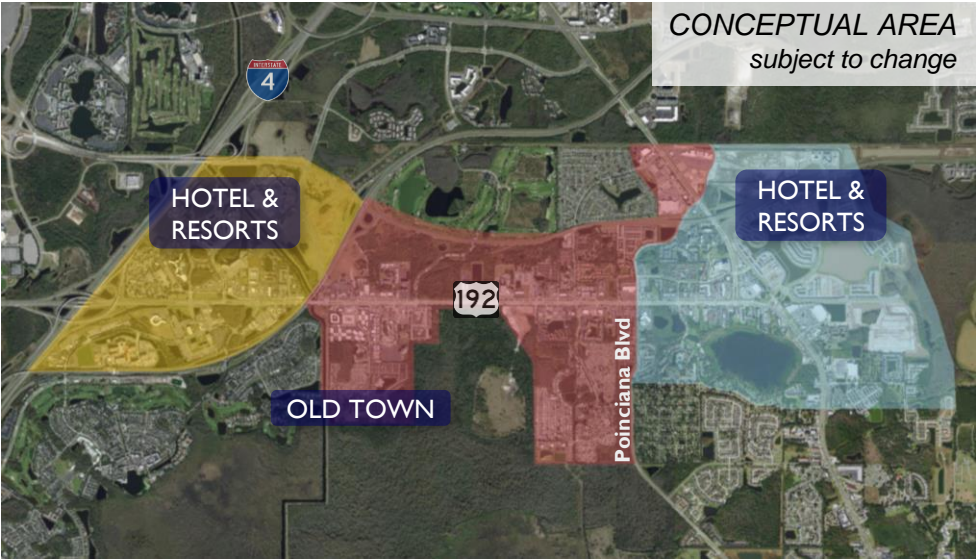 CONCEPTUAL AREA
subject to change
INTERSTATE
4
HOTEL &
RESORTS
HOTEL &
RESORTS
192
Poinciana Blvd
OLD TOWN